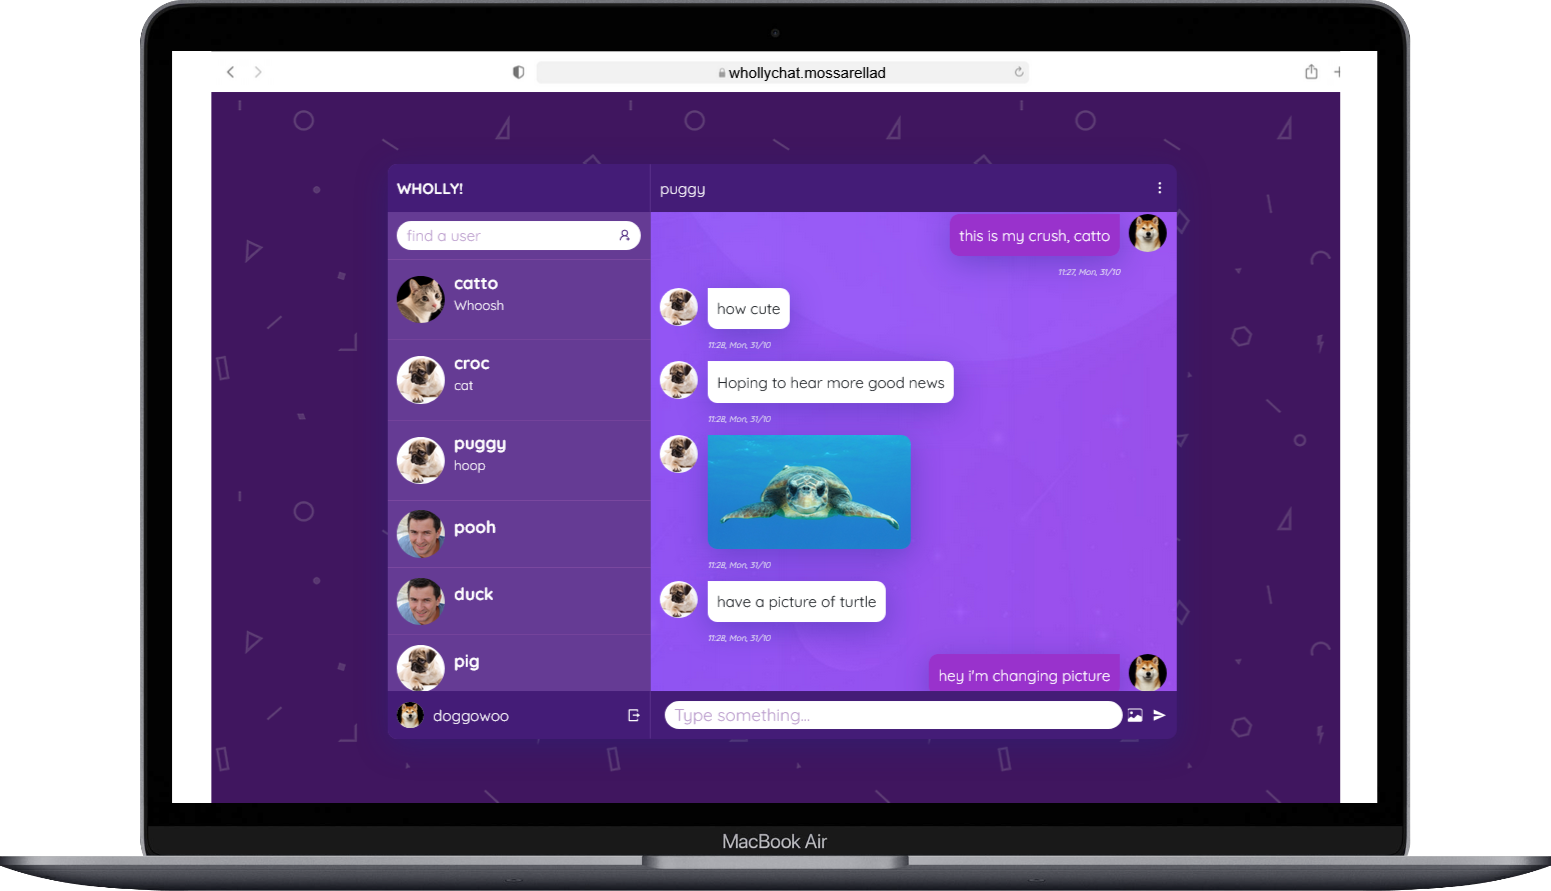 whollychat.mossarellad
WHOLLY!
find a user
catto
Whoosh
croc
cat
puggy
hoop
pooh
duck
pig
doggowoo
puggy
this is my crush, catto
11:27, Mon, 31/10
how cute
11:28, Mon, 31/10
Hoping to hear more good news
11:28, Mon, 31/10
11:28, Mon, 31/10
have a picture of turtle
11:28, Mon, 31/10
hey i'm changing picture
Type something...
MacBook Air